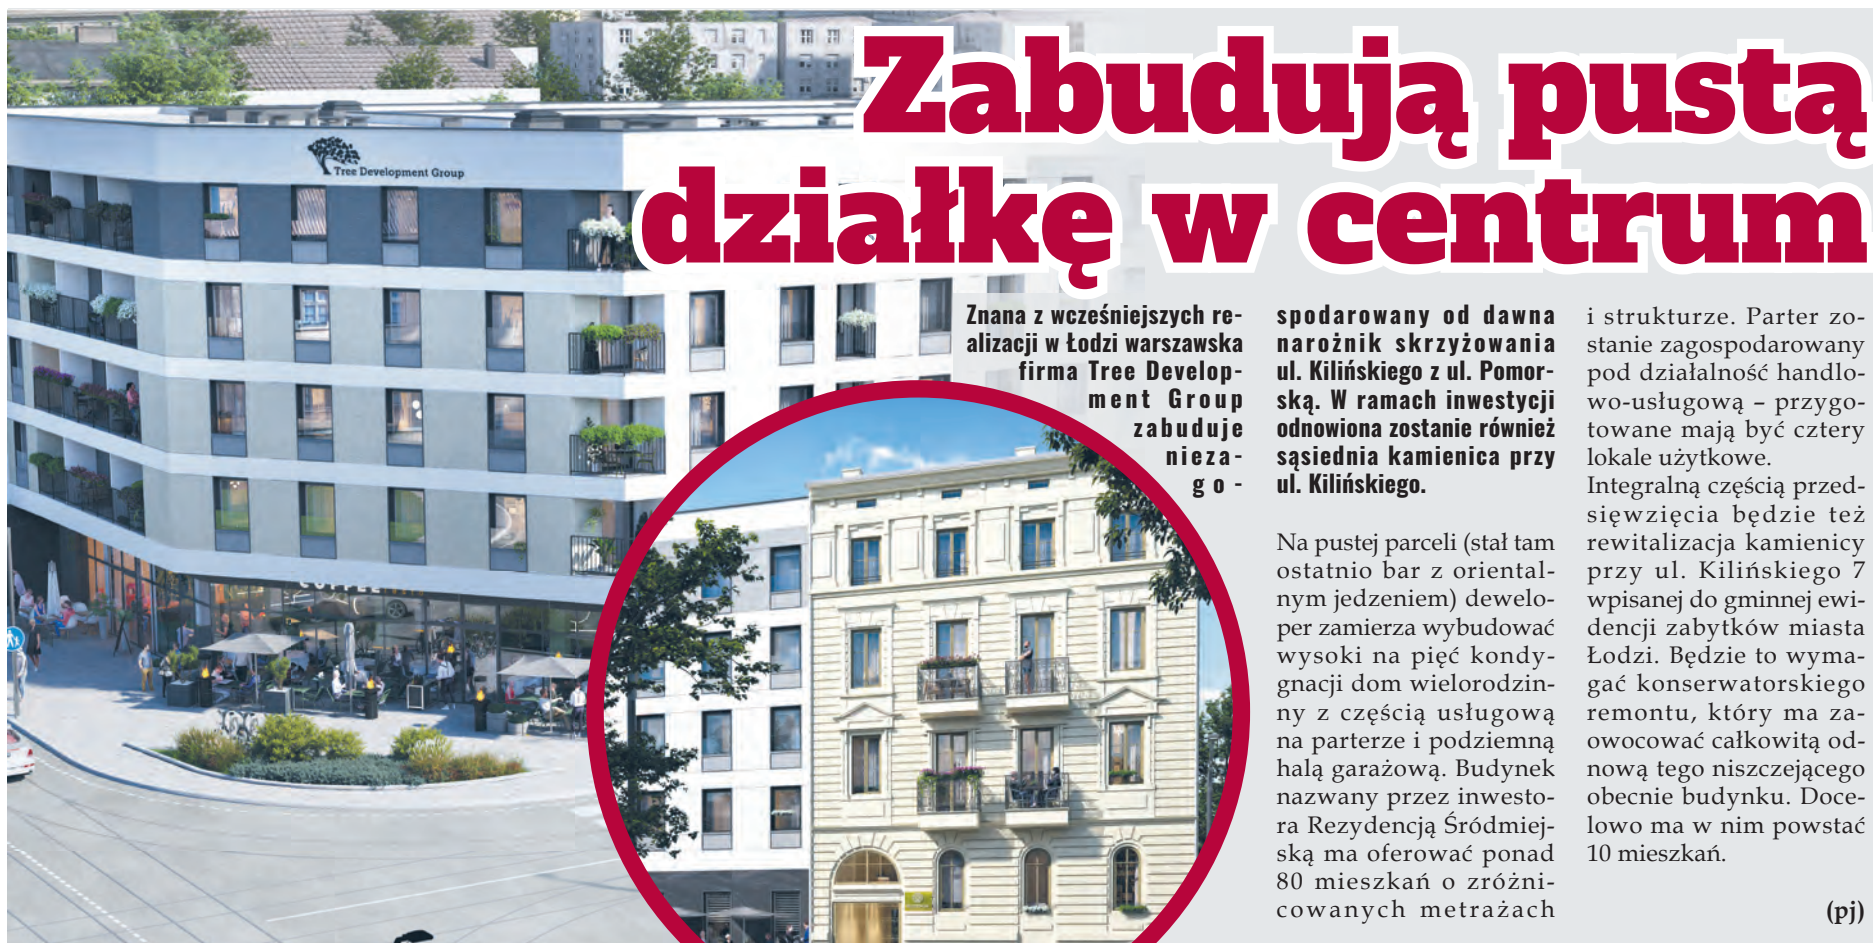 Zabudują pustą
działkę w centrum
Tree Development Group
COFFEE
Znana z wcześniejszych re-
alizacji w Łodzi warszawska
firma Tree Develop-
ment Group
zabuduje
nieza-
go-
spodarowany od dawna
narożnik skrzyżowania
ul. Kilińskiego z ul. Pomor-
ską. W ramach inwestycji
odnowiona zostanie również
sąsiednia kamienica przy
ul. Kilińskiego.
Na pustej parceli (stał tam
ostatnio bar z oriental-
nym jedzeniem) dewelo-
per zamierza wybudować
wysoki na pięć kondy-
gnacji dom wielorodzin-
ny z częścią usługową
na parterze i podziemną
halą garażową. Budynek
nazwany przez inwesto-
ra Rezydencją Śródmiej-
ską ma oferować ponad
80 mieszkań o zróżni-
cowanych metrażach
i strukturze. Parter zo-
stanie zagospodarowany
pod działalność handlo-
wo-usługową – przygo-
towane mają być cztery
lokale użytkowe.
Integralną częścią przed-
sięwzięcia będzie też
rewitalizacja kamienicy
przy ul. Kilińskiego 7
wpisanej do gminnej ewi-
dencji zabytków miasta
Łodzi. Będzie to wyma-
gać konserwatorskiego
remontu, który ma za-
owocować całkowitą od-
nową tego niszczejącego
obecnie budynku. Doce-
lowo ma w nim powstać
10 mieszkań.
(pj)